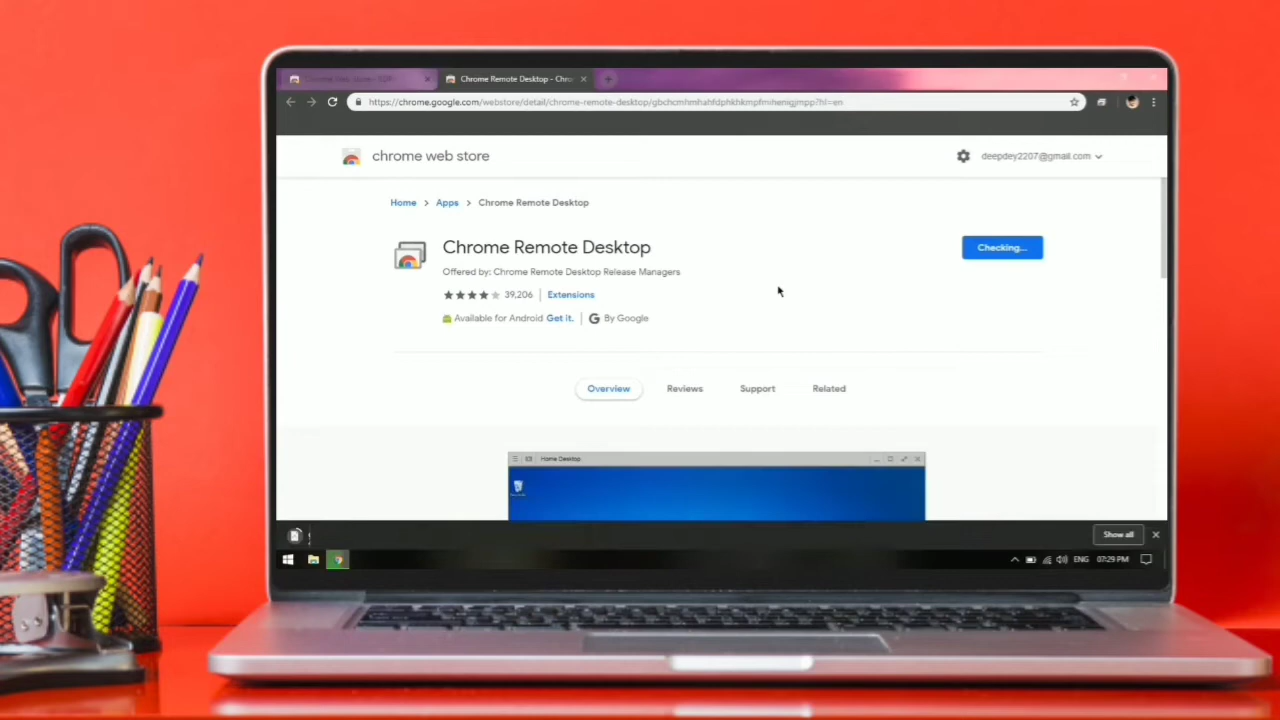 Chrome Remote Desktop - Chro
https://chrome.google.com/webstore/detail/chrome-remote-desktop/gbchcmhmhahfdphkhkmpfmihenigjmpp?hl=en
chrome web store
deepdey2207@gmail.com
Home > Apps > Chrome Remote Desktop
Chrome Remote Desktop
Checking...
Offered by: Chrome Remote Desktop Release Managers
39,206 | Extensions
Available for Android Get it. | By Google
Overview Reviews Support Related
Home Desktop
Show all
ENG 07:29 PM